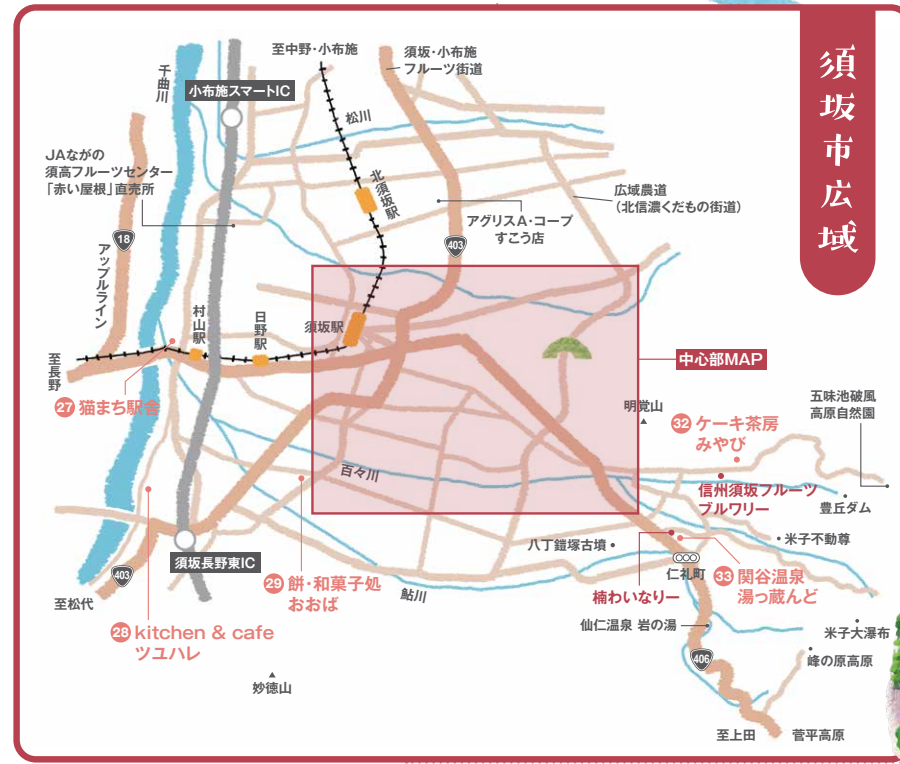 須坂市広域
至中野・小布施
須坂・小布施
フルーツ街道
千曲川
小布施スマートIC
松川
JAながの
須高フルーツセンター
「赤い屋根」直売所
北須坂駅
広域農道
（北信濃くだもの街道）
アグリスA・コープ
すこう店
18
403
アップルライン
村山駅
日野駅
須坂駅
至長野
中心部MAP
27 猫まち駅舎
明覚山
32 ケーキ茶房
みやび
五味池破風
高原自然園
百々川
信州須坂フルーツ
ブルワリー
豊丘ダム
八丁鎧塚古墳
米子不動尊
須坂長野東IC
仁礼町
403
29 餅・和菓子処
おおば
33 関谷温泉
湯っ蔵んど
楠わいなりー
鮎川
至松代
仙仁温泉 岩の湯
28 kitchen & cafe
ツユハレ
米子大瀑布
峰の原高原
406
妙徳山
至上田
菅平高原